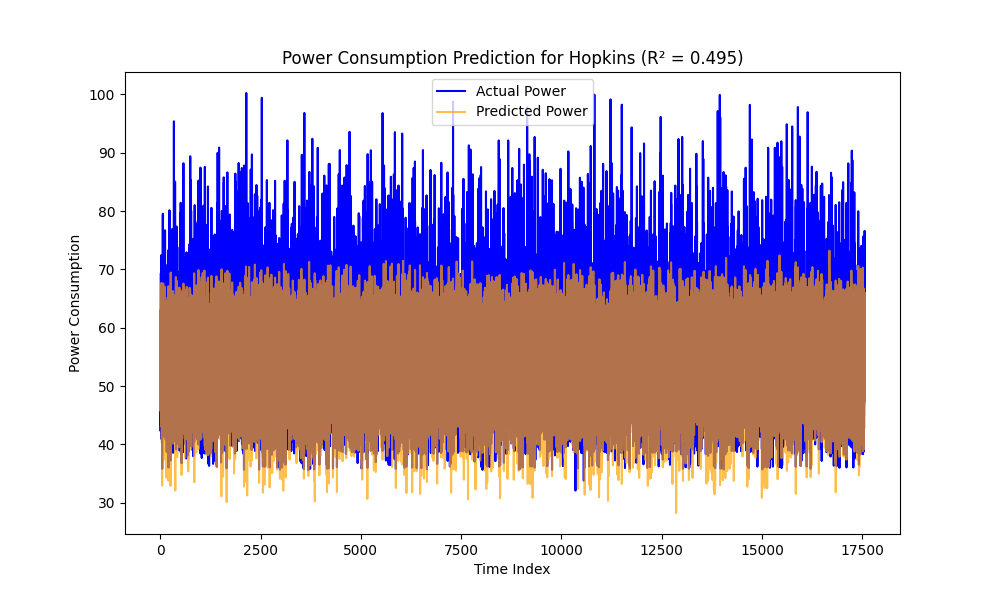 Power Consumption Prediction for Hopkins (R² = 0.495)
Actual Power
Predicted Power
Power Consumption
100
90
80
70
60
50
40
30
0 2500 5000 7500 10000 12500 15000 17500
Time Index